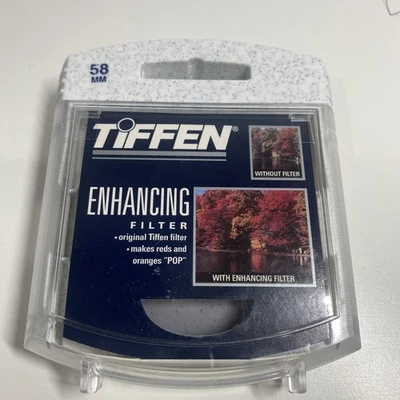 58
MM
TiFFEN®
WITHOUT FILTER
ENHANCING
FILTER
• original Tiffen filter
• makes reds and
oranges "POP"
WITH ENHANCING FILTER